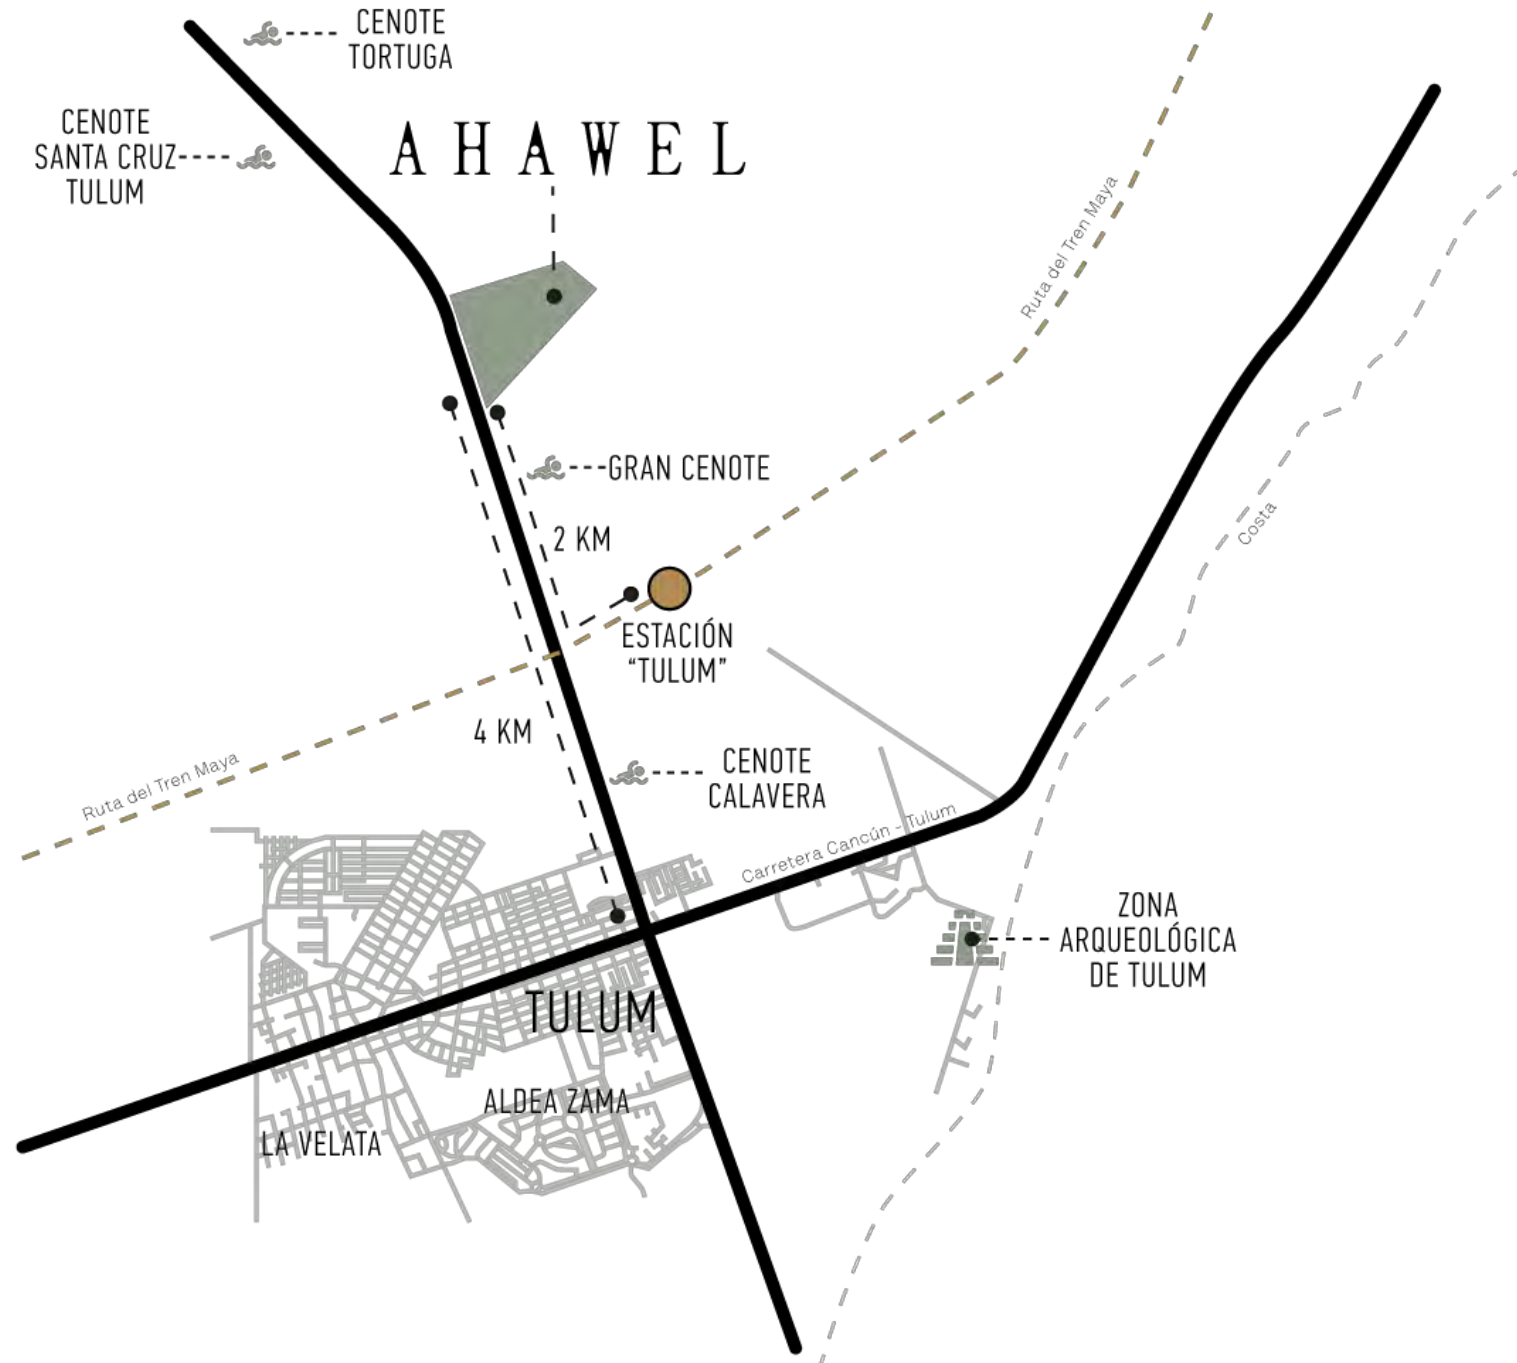 CENOTE
TORTUGA
CENOTE
SANTA CRUZ
TULUM
AHAWEL
Ruta del Tren Maya
GRAN CENOTE
Costa
2 KM
ESTACIÓN
“TULUM”
4 KM
CENOTE
CALAVERA
Ruta del Tren Maya
Carretera Cancún - Tulum
ZONA
ARQUEOLÓGICA
DE TULUM
TULUM
ALDEA ZAMA
LA VELATA